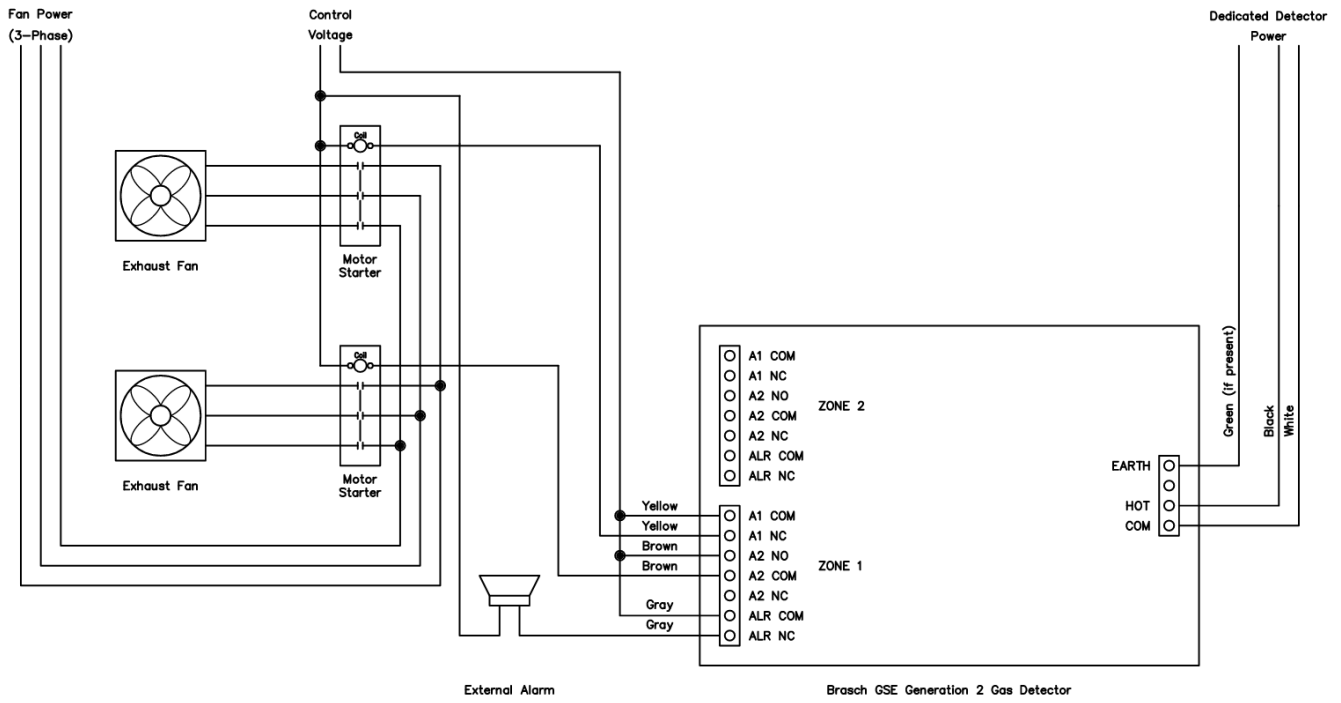 Fan Power
(3-Phase)
Control
Voltage
Dedicated Detector
Power
Coil
Exhaust Fan
Motor
Starter
Coil
Exhaust Fan
Motor
Starter
A1 COM
A1 NC
A2 NO
A2 COM
A2 NC
ALR COM
ALR NC
ZONE 2
Green (if present)
Black
White
EARTH
HOT
COM
Yellow
Yellow
Brown
Brown
Gray
Gray
A1 COM
A1 NC
A2 NO
A2 COM
A2 NC
ALR COM
ALR NC
ZONE 1
External Alarm
Brasch GSE Generation 2 Gas Detector